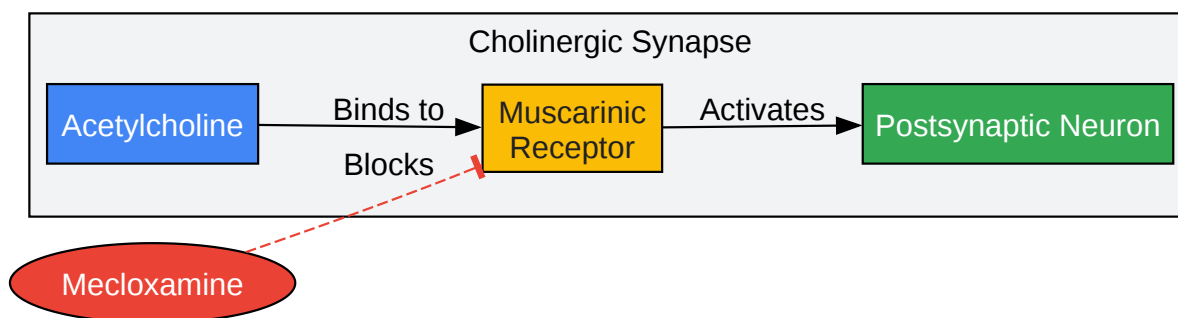 Cholinergic Synapse
Acetylcholine
Binds to
Muscarinic
Receptor
Activates
Postsynaptic Neuron
Blocks
Mecloxamine